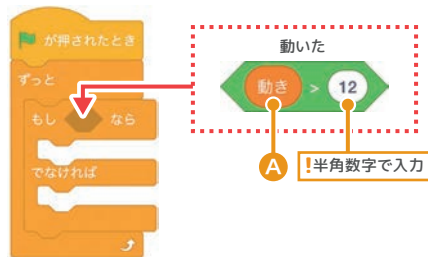 が押されたとき
ずっと
もし なら
でなければ
動いた
動き > 12
A
!半角数字で入力